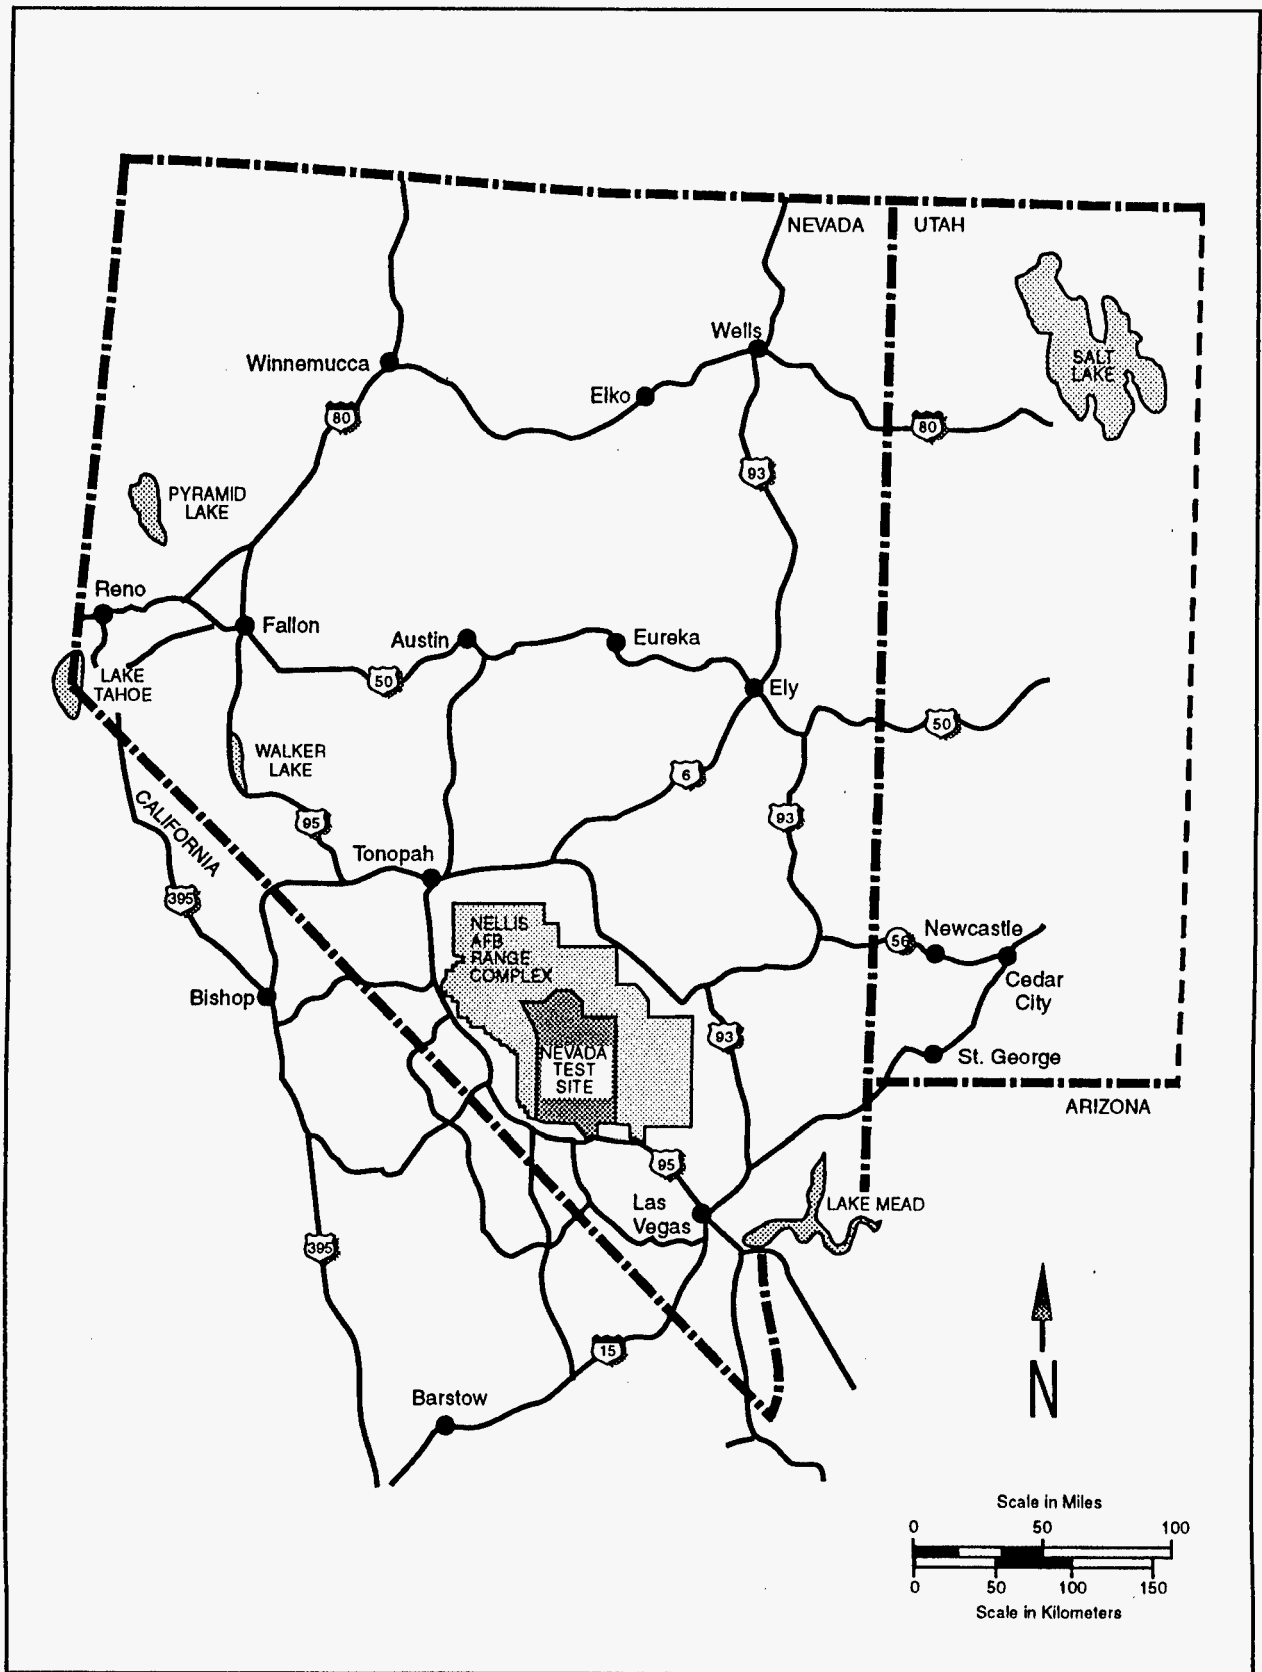 NEVADA
UTAH
Wells
Winnemucca
SALT
LAKE
Elko
80
80
93
PYRAMID
LAKE
Reno
Fallon
Austin
Eureka
LAKE
TAHOE
50
Ely
50
WALKER
LAKE
6
CALIFORNIA
95
93
Tonopah
395
NELLIS
AFB
RANGE
COMPLEX
56
Newcastle
Cedar
City
Bishop
93
NEVADA
TEST
SITE
St. George
ARIZONA
95
Las
Vegas
LAKE MEAD
395
15
Barstow
N
Scale in Miles
0 50 100
0 50 100 150
Scale in Kilometers